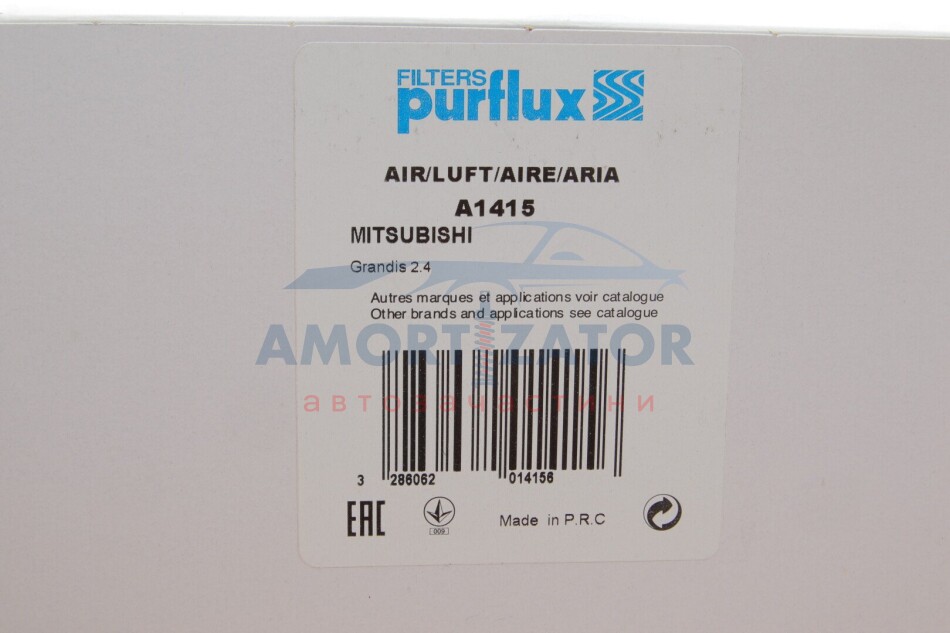 FILTERS
purflux
AIR/LUFT/AIRE/ARIA
A1415
MITSUBISHI
Grandis 2.4
Autres marques et applications voir catalogue
Other brands and applications see catalogue
AMORTIZATOR
автозапчастини
3 286062 014156
EAC
009
Made in P.R.C